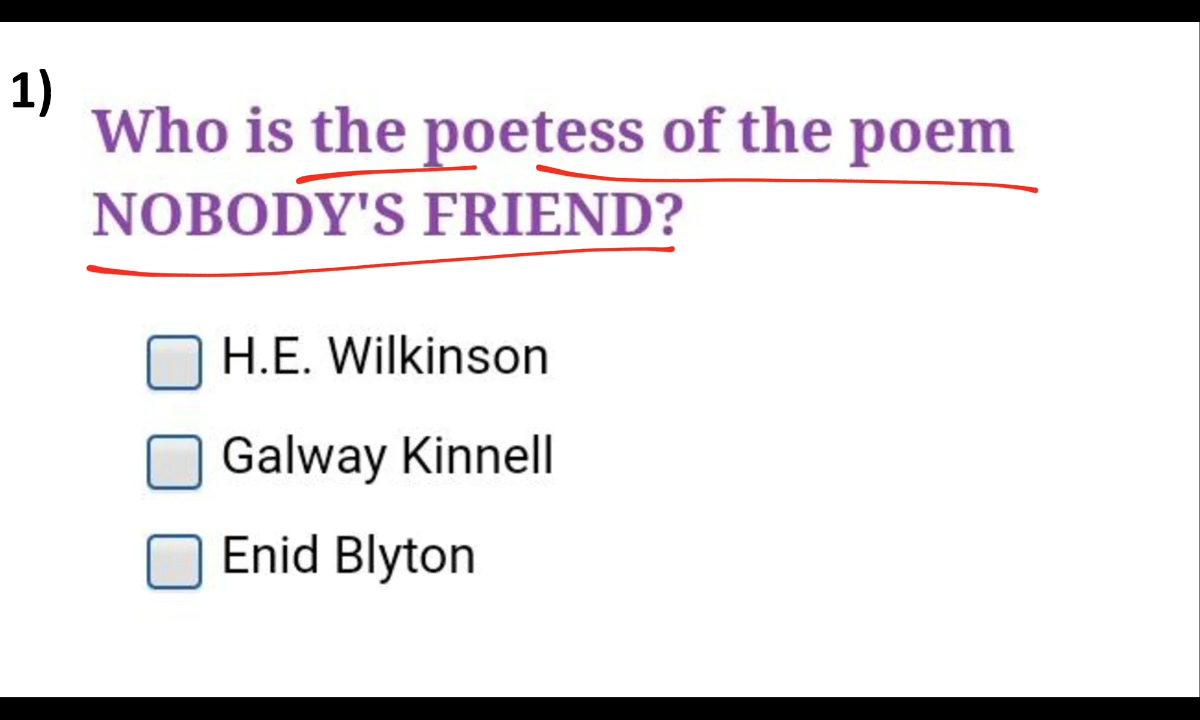 1)
Who is the poetess of the poem
NOBODY'S FRIEND?
H.E. Wilkinson
Galway Kinnell
Enid Blyton